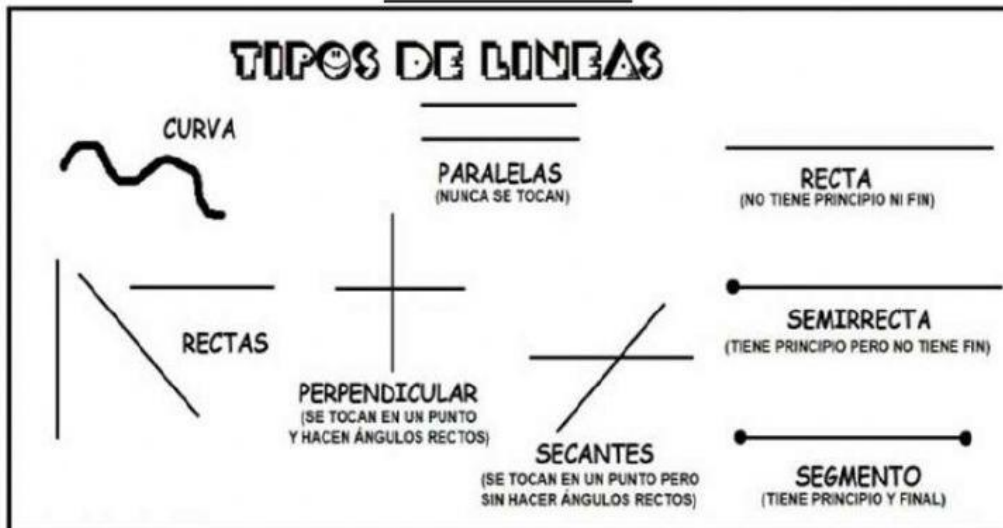 TIPOS DE LINEAS
CURVA
PARALELAS
(NUNCA SE TOCAN)
RECTA
(NO TIENE PRINCIPIO NI FIN)
RECTAS
PERPENDICULAR
(SE TOCAN EN UN PUNTO
Y HACEN ÁNGULOS RECTOS)
SECANTES
(SE TOCAN EN UN PUNTO PERO
SIN HACER ÁNGULOS RECTOS)
SEMIRRECTA
(TIENE PRINCIPIO PERO NO TIENE FIN)
SEGMENTO
(TIENE PRINCIPIO Y FINAL)